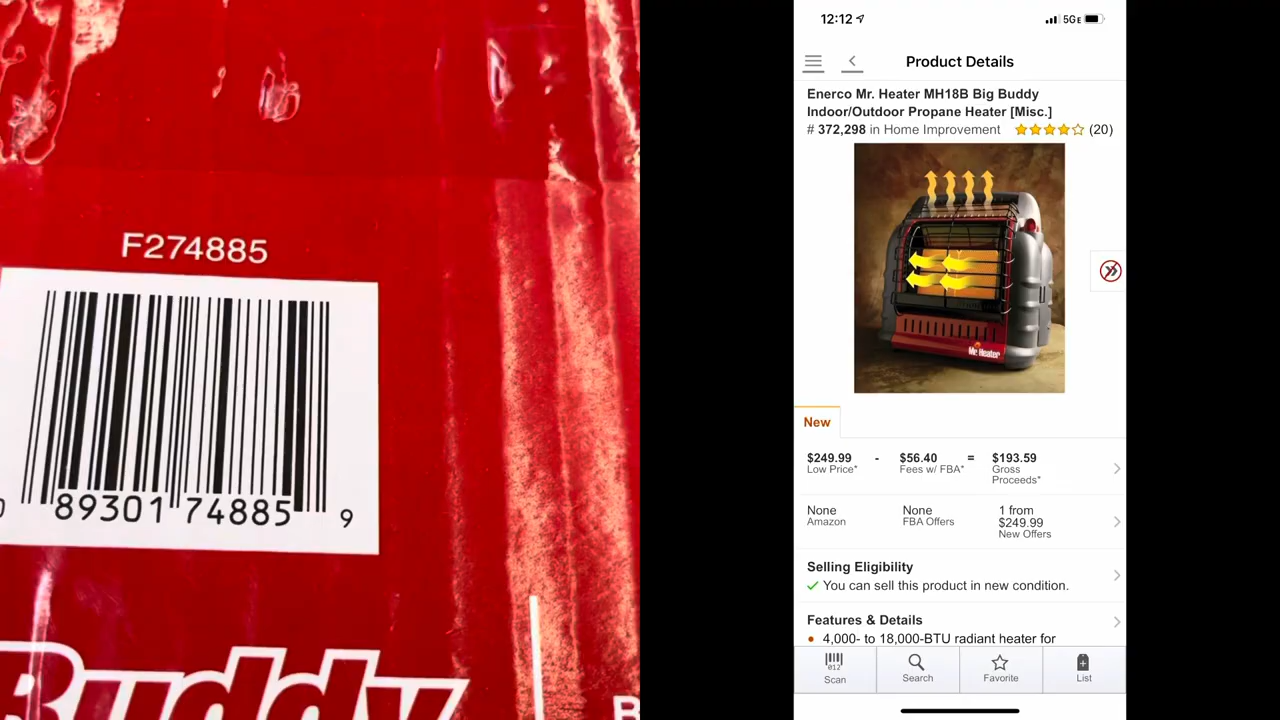 F274885
0 89301 74885 9
Buddy
B
12:12
5GE
Product Details
Enerco Mr. Heater MH18B Big Buddy
Indoor/Outdoor Propane Heater [Misc.]
# 372,298 in Home Improvement (20)
Mr. Heater
New
$249.99 - $56.40 = $193.59
Low Price* Fees w/ FBA* Gross
Proceeds*
None None 1 from
Amazon FBA Offers $249.99
New Offers
Selling Eligibility
You can sell this product in new condition.
Features & Details
• 4,000- to 18,000-BTU radiant heater for
012
Scan Search Favorite List